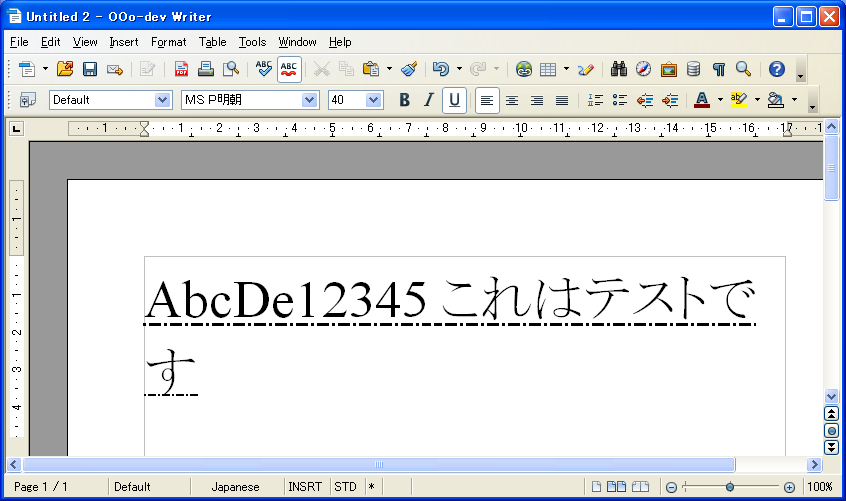 Untitled 2 - OOo-dev Writer
File Edit View Insert Format Table Tools Window Help
Default MS P明朝 40 B I U
1 1 2 3 4 5 6 7 8 9 10 11 12 13 14 15 16 17 1
1
1
2
3
4
AbcDe12345 これはテストで
す
Page 1 / 1 Default Japanese INSRT STD * 100%